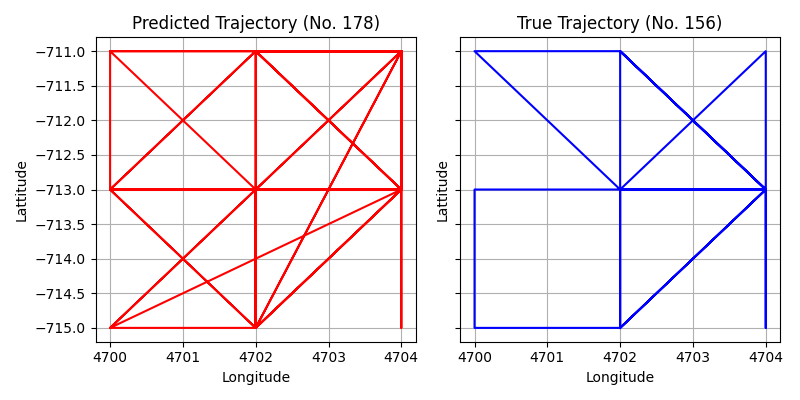 Predicted Trajectory (No. 178)
True Trajectory (No. 156)
−711.0
−711.5
−712.0
−712.5
−713.0
−713.5
−714.0
−714.5
−715.0
Lattitude
Lattitude
4700 4701 4702 4703 4704
4700 4701 4702 4703 4704
Longitude
Longitude